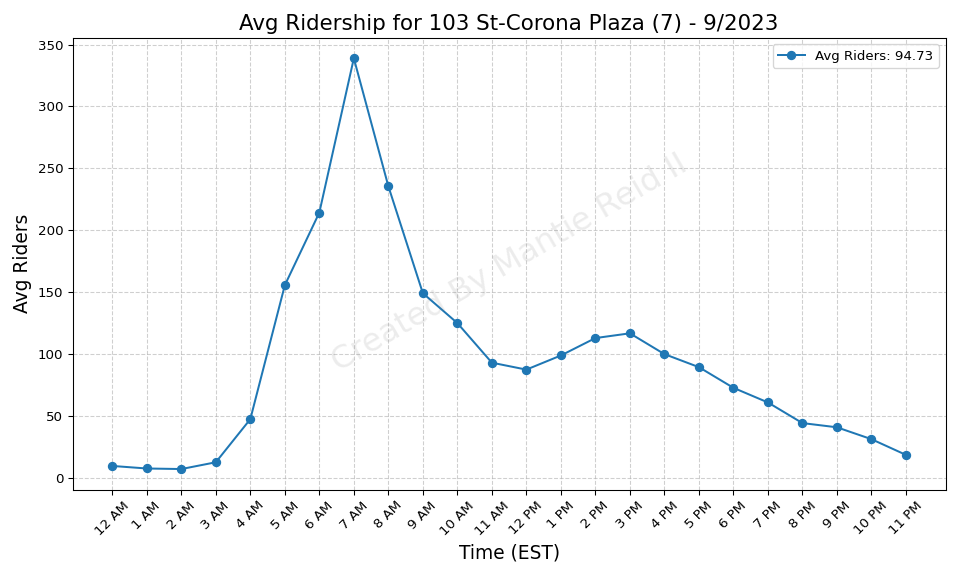 Avg Ridership for 103 St-Corona Plaza (7) - 9/2023
Avg Riders: 94.73
350
300
250
200
150
100
50
0
Avg Riders
Created By Mantle Reid II
12 AM
1 AM
2 AM
3 AM
4 AM
5 AM
6 AM
7 AM
8 AM
9 AM
10 AM
11 AM
12 PM
1 PM
2 PM
3 PM
4 PM
5 PM
6 PM
7 PM
8 PM
9 PM
10 PM
11 PM
Time (EST)